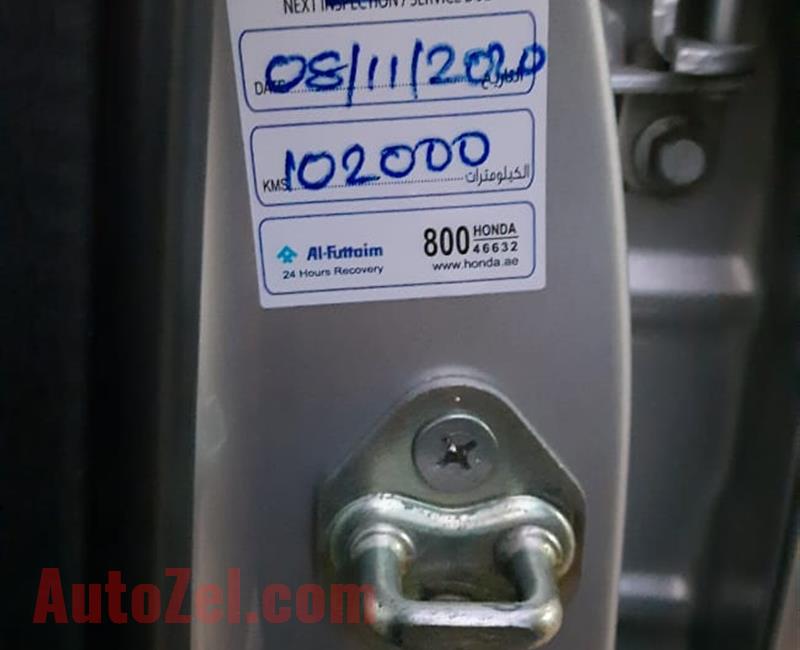 NEXT INSPECTION / SERVICE DUE
DATE 08/11/2020 التاريخ
KMS 102000 الكيلومترات
Al-Futtaim 800 HONDA 46632
24 Hours Recovery www.honda.ae
AutoZel.com